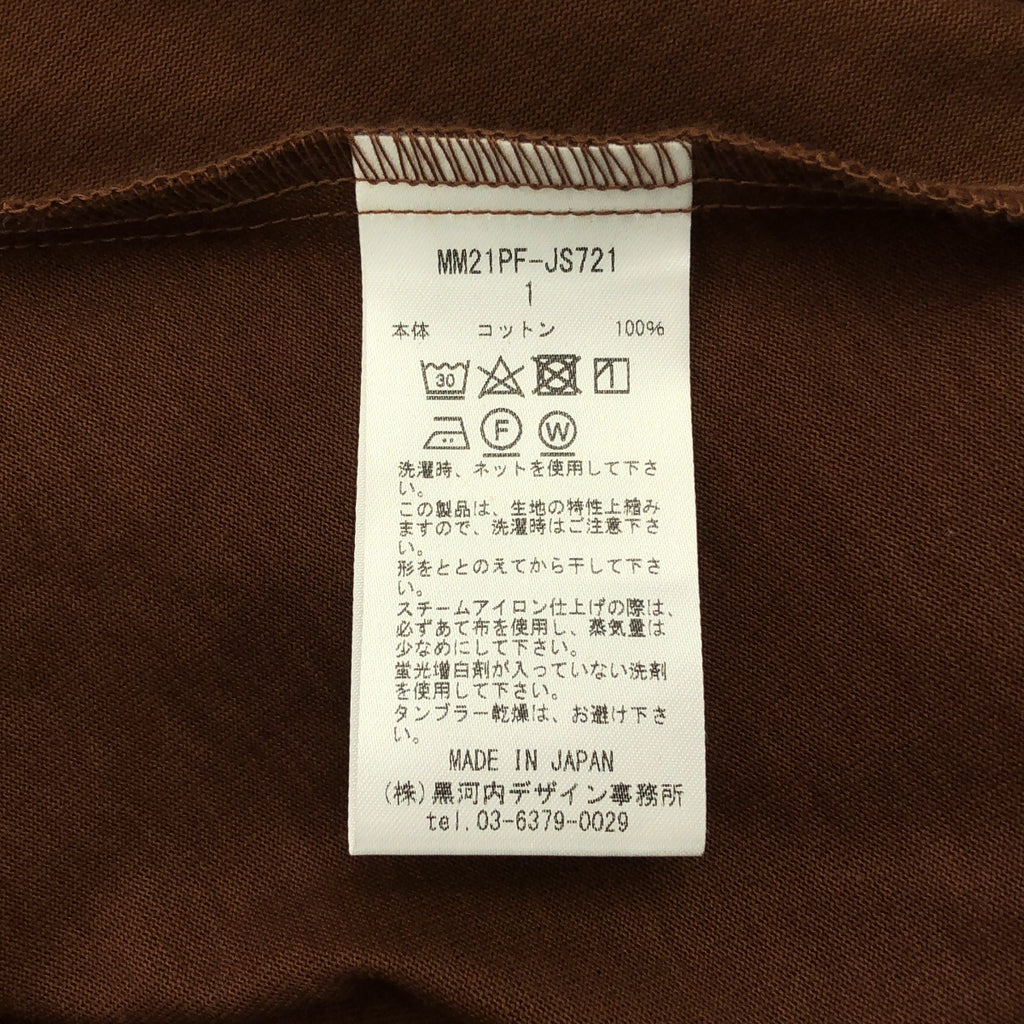 MM21PF-JS721
1
本体 コットン 100%
30
F W
洗濯時、ネットを使用して下さ
い。
この製品は、生地の特性上縮み
ますので、洗濯時はご注意下さ
い。
形をととのえてから干して下さ
い。
スチームアイロン仕上げの際は、
必ずあて布を使用し、蒸気量は
少なめにして下さい。
蛍光増白剤が入っていない洗剤
を使用して下さい。
タンブラー乾燥は、お避け下さ
い。
MADE IN JAPAN
(株)黒河内デザイン事務所
tel.03-6379-0029